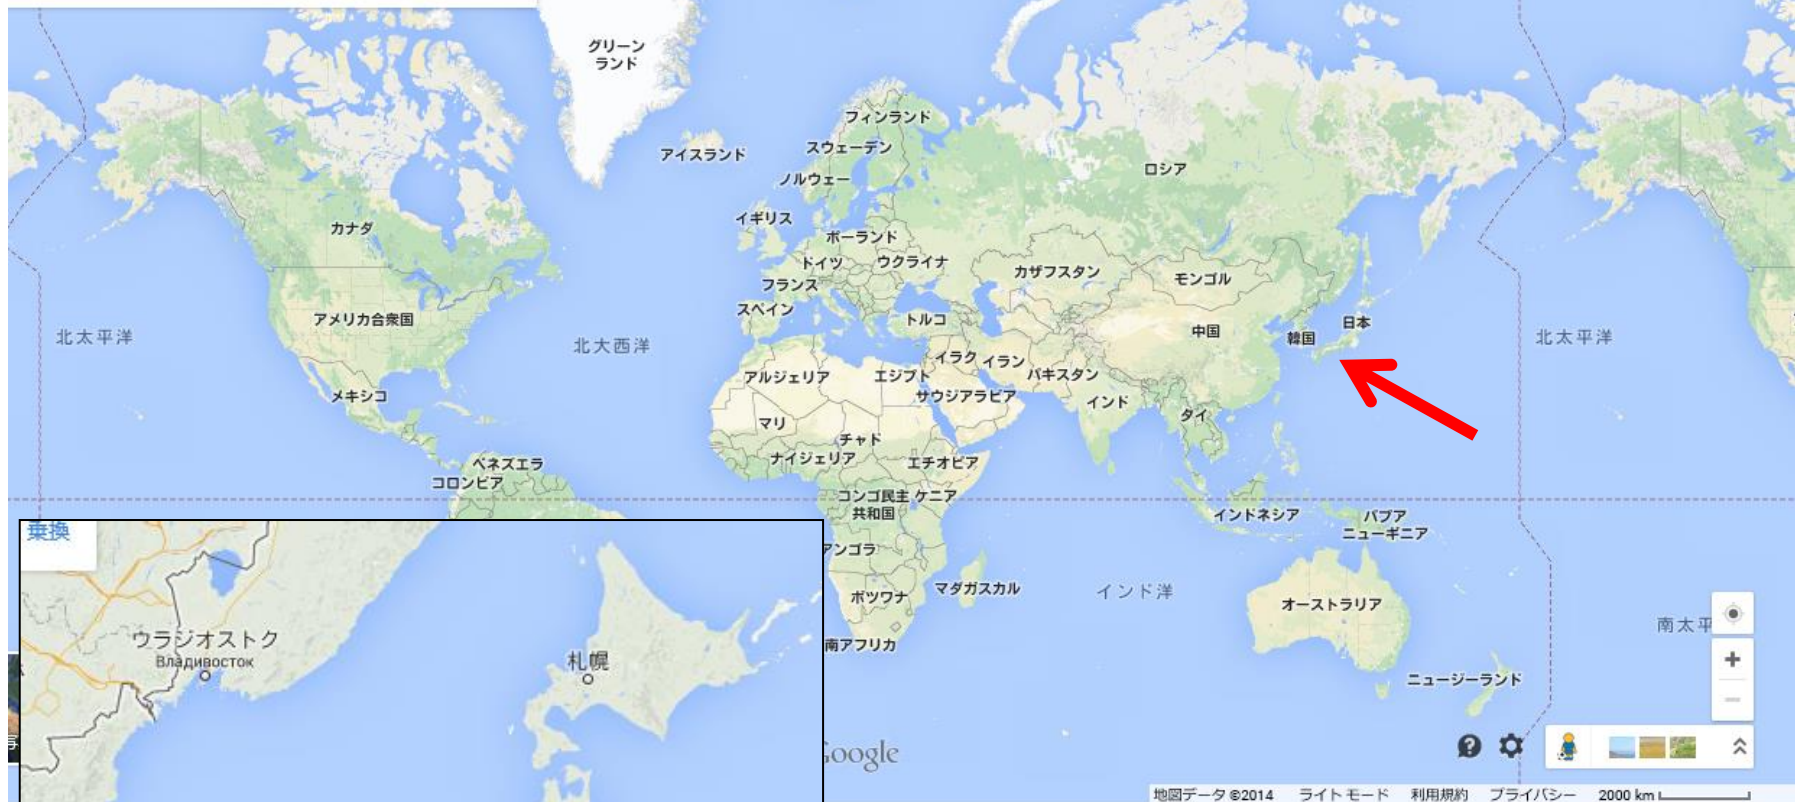 グリーン
ランド
フィンランド
アイスランド
スウェーデン
ロシア
ノルウェー
イギリス
カナダ
ポーランド
ドイツ
ウクライナ
カザフスタン
モンゴル
フランス
スペイン
トルコ
アメリカ合衆国
中国
韓国
日本
北太平洋
北大西洋
北太平洋
イラク
イラン
パキスタン
アルジェリア
エジプト
サウジアラビア
メキシコ
インド
タイ
マリ
チャド
ナイジェリア
エチオピア
ベネズエラ
コロンビア
コンゴ民主
共和国
ケニア
インドネシア
パプア
ニューギニア
アンゴラ
ボツワナ
マダガスカル
インド洋
オーストラリア
南太平
南アフリカ
ニュージーランド
乗換
ウラジオストク
Владивосток
札幌
Google
地図データ ©2014 ライトモード 利用規約 プライバシー 2000 km